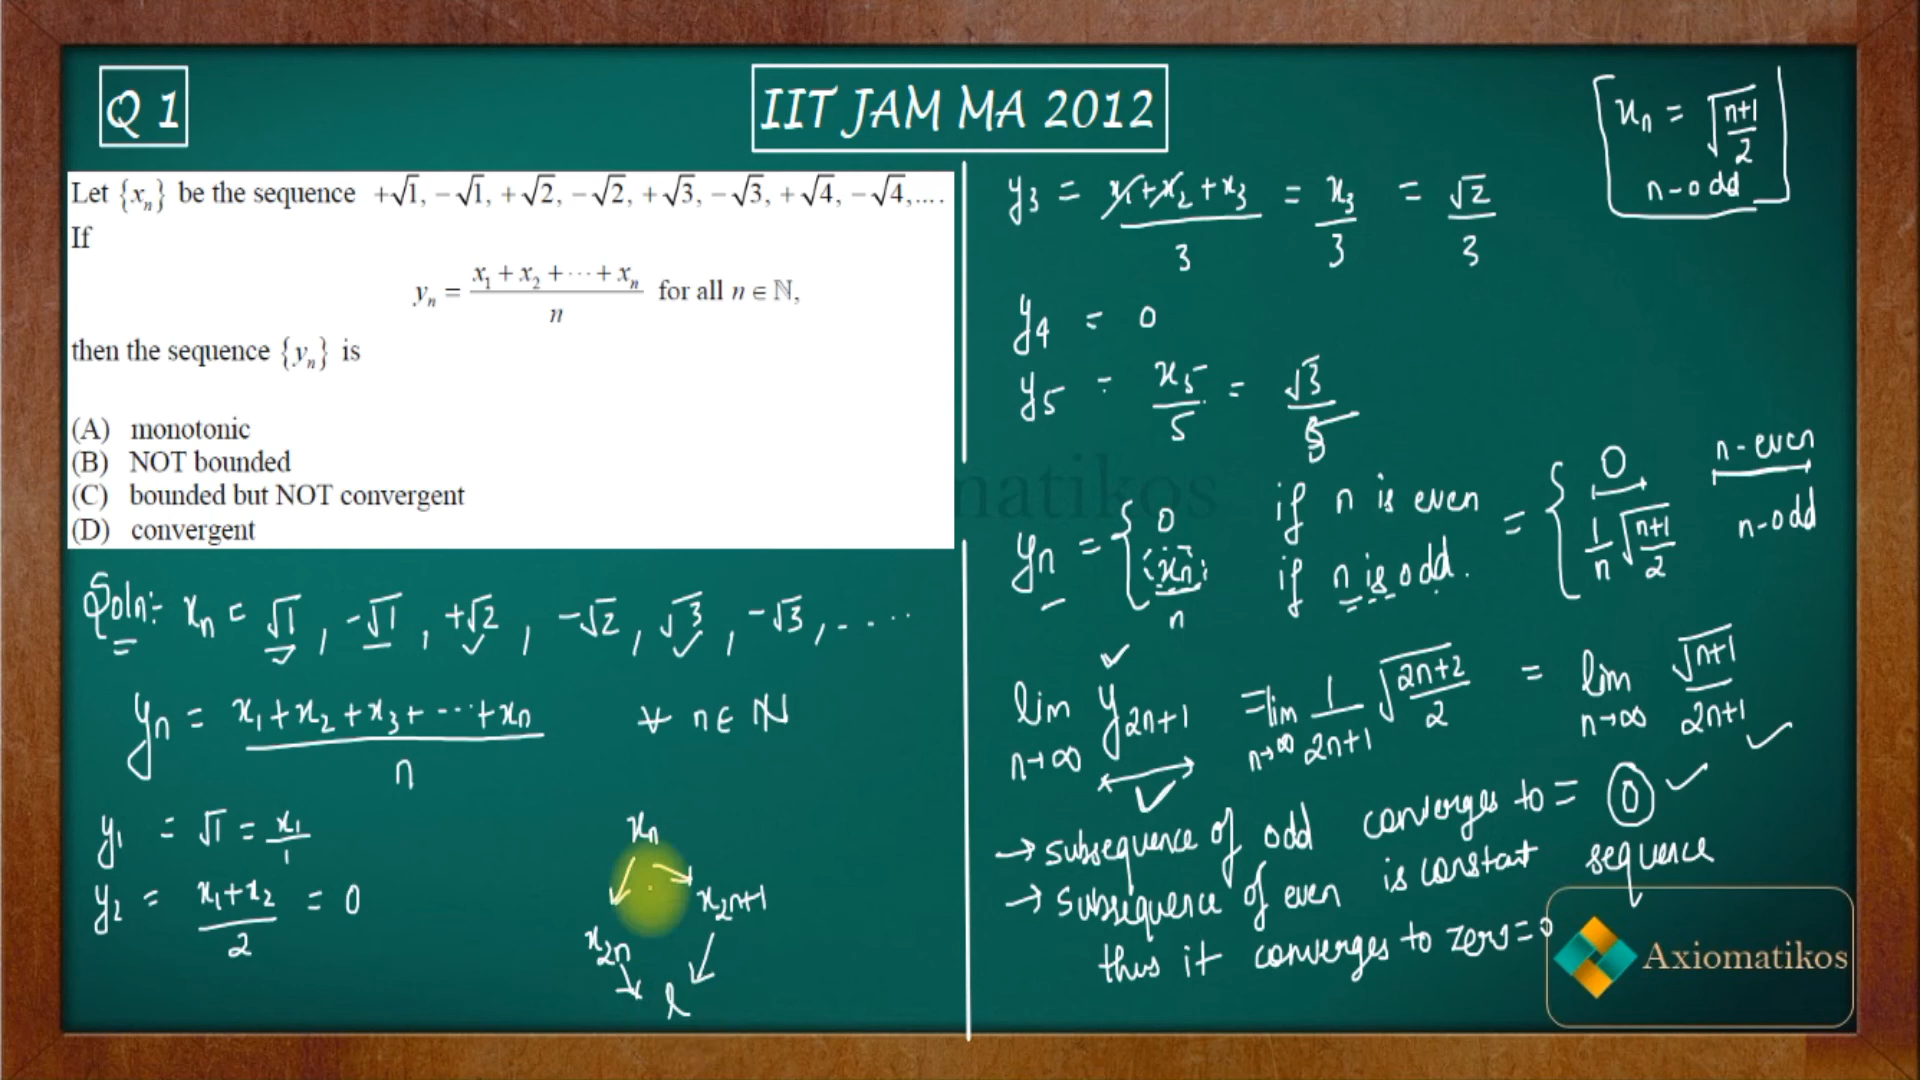 Q 1
IIT JAM MA 2012
Let {xₙ} be the sequence +√1, −√1, +√2, −√2, +√3, −√3, +√4, −√4,....
If
yₙ = (x₁ + x₂ + ⋯ + xₙ)/n for all n ∈ ℕ,
then the sequence {yₙ} is
(A) monotonic
(B) NOT bounded
(C) bounded but NOT convergent
(D) convergent
Soln:- xₙ = √1, -√1, +√2, -√2, √3, -√3, - - - -
yₙ = (x₁+x₂+x₃+ - - - +xₙ)/n ∀ n ∈ ℕ
y₁ = √1 = x₁/1
y₂ = (x₁+x₂)/2 = 0
xₙ
x₂ₙ x₂ₙ₊₁
l
xₙ = √((n+1)/2)
n-odd
y₃ = (x₁+x₂+x₃)/3 = x₃/3 = √2/3
y₄ = 0
y₅ = x₅/5 = √3/5
yₙ = { 0 if n is even = { 0 n-even
xₙ/n if n is odd. (1/n)√((n+1)/2) n-odd
lim n→∞ y₂ₙ₊₁ = lim n→∞ (1/(2n+1))√((2n+2)/2) = lim n→∞ √(n+1)/(2n+1)
→ subsequence of odd converges to = 0
→ subsequence of even is constant sequence
thus it converges to zero = 0
Axiomatikos